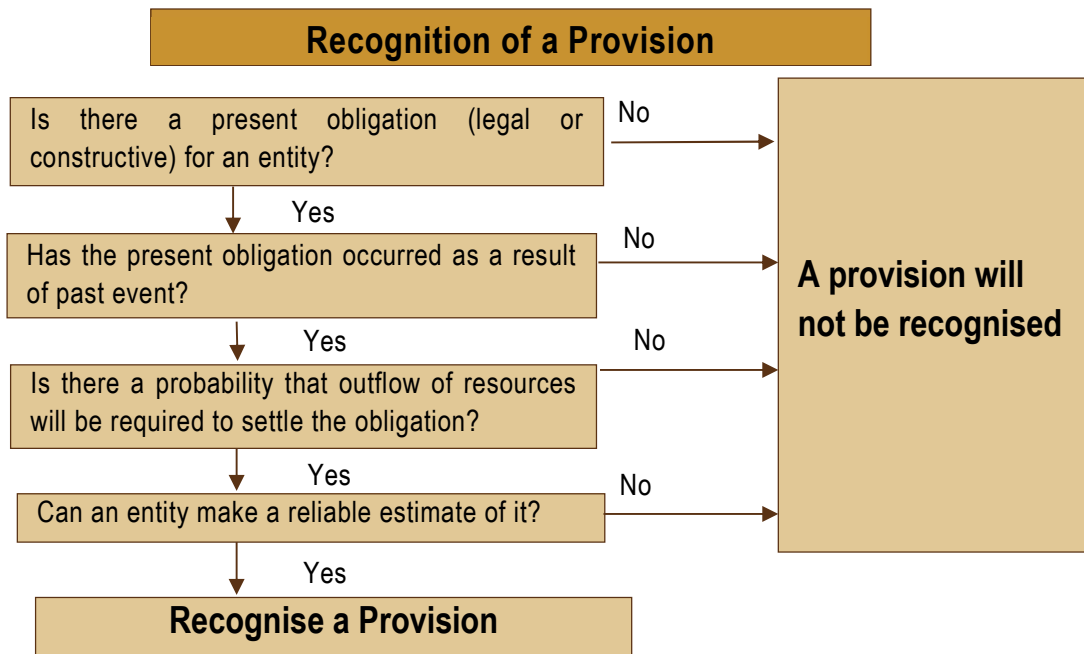 Recognition of a Provision
Is there a present obligation (legal or
constructive) for an entity?
No
Yes
Has the present obligation occurred as a result
of past event?
No
A provision will
not be recognised
Yes
Is there a probability that outflow of resources
will be required to settle the obligation?
No
Yes
Can an entity make a reliable estimate of it?
No
Yes
Recognise a Provision